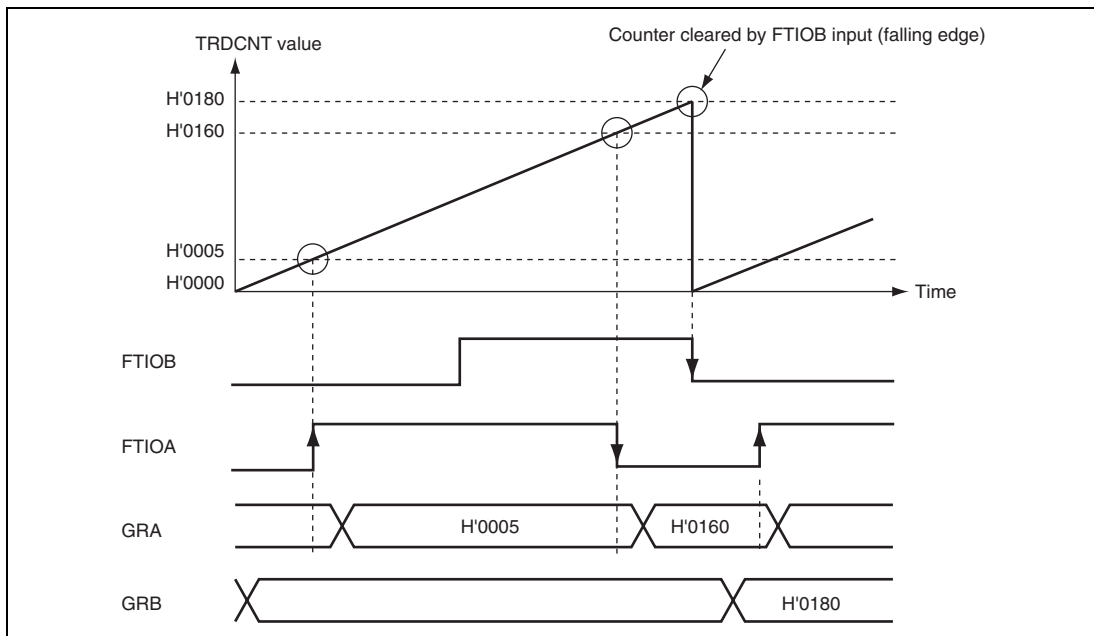 Counter cleared by FTIOB input (falling edge)
TRDCNT value
H'0180
H'0160
H'0005
H'0000
Time
FTIOB
FTIOA
GRA
H'0005
H'0160
GRB
H'0180